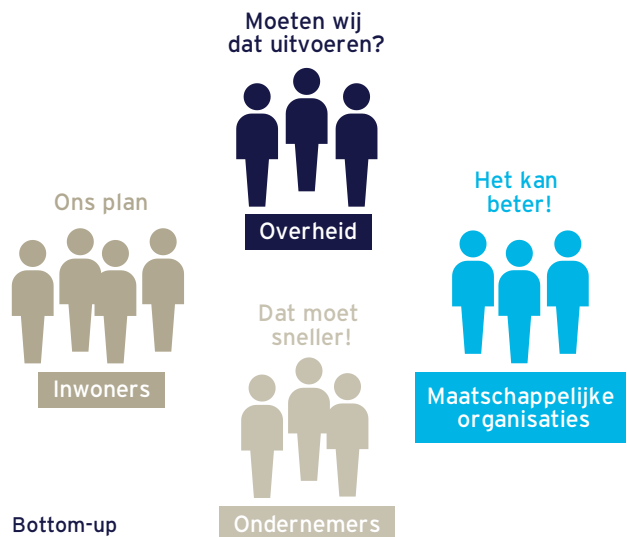 Moeten wij
dat uitvoeren?
Overheid
Ons plan
Inwoners
Het kan
beter!
Maatschappelijke
organisaties
Dat moet
sneller!
Ondernemers
Bottom-up